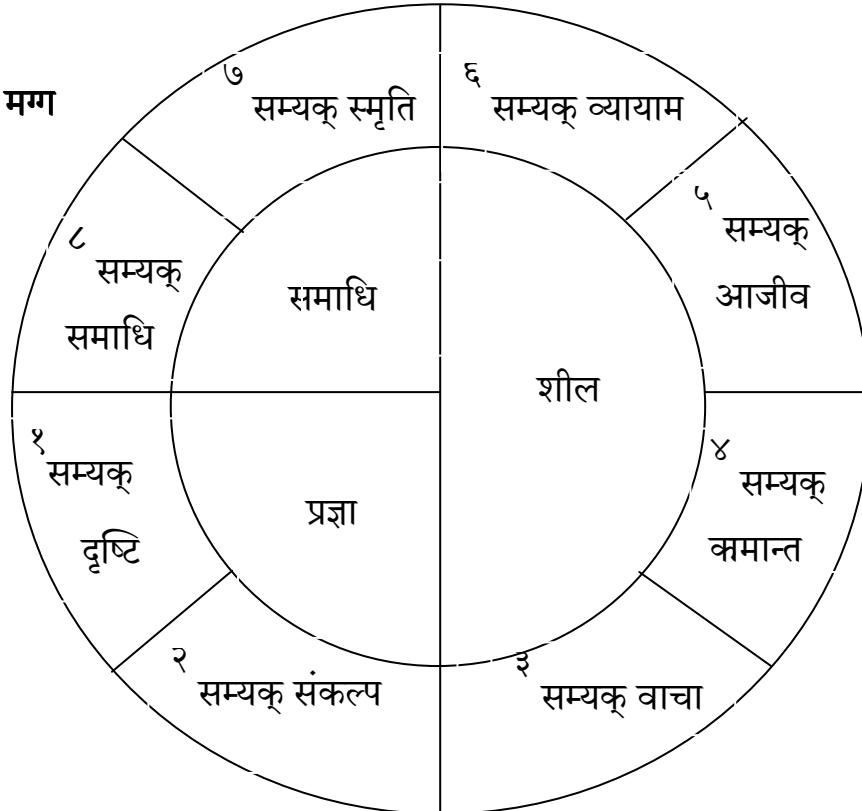 मग्ग
७
सम्यक् स्मृति
६
सम्यक् व्यायाम
५
सम्यक्
आजीव
८
सम्यक्
समाधि
समाधि
शील
१
सम्यक्
दृष्टि
प्रज्ञा
४
सम्यक्
कमान्त
२
सम्यक् संकल्प
३
सम्यक् वाचा